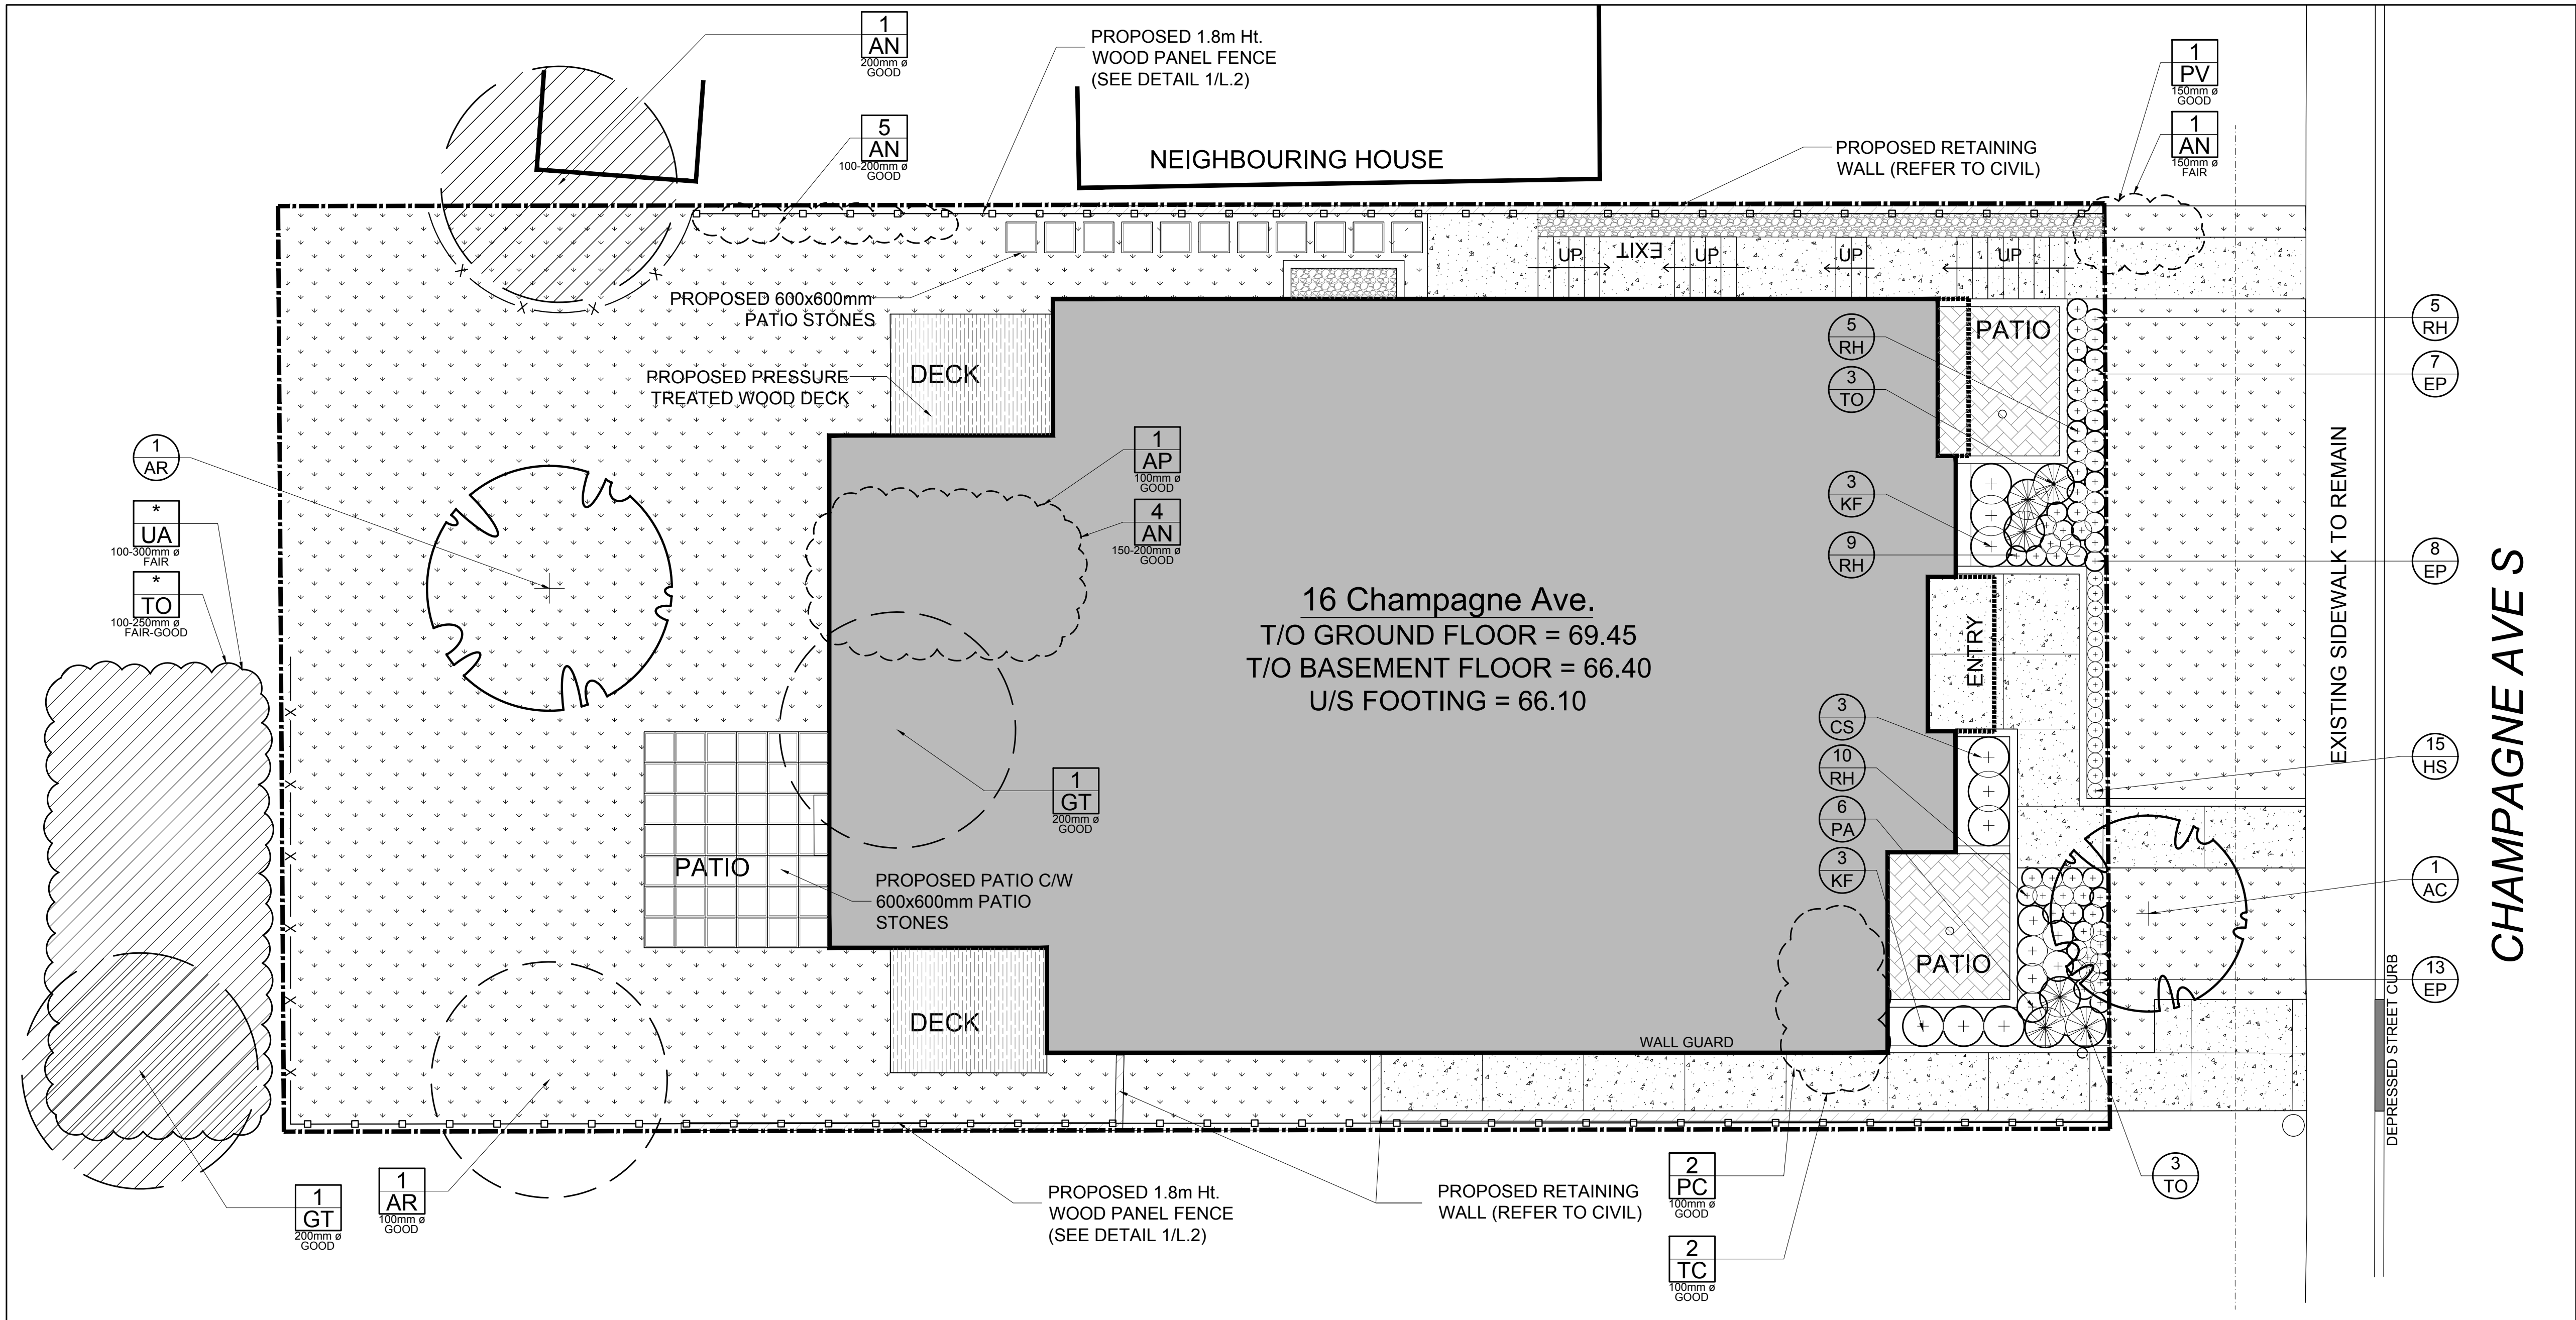 1
AN
200mm ø
GOOD
PROPOSED 1.8m Ht.
WOOD PANEL FENCE
(SEE DETAIL 1/L.2)
1
PV
150mm ø
GOOD
5
AN
100-200mm ø
GOOD
1
AN
150mm ø
FAIR
NEIGHBOURING HOUSE
PROPOSED RETAINING
WALL (REFER TO CIVIL)
UP
EXIT
UP
UP
UP
PROPOSED 600x600mm
PATIO STONES
PROPOSED PRESSURE
TREATED WOOD DECK
DECK
PATIO
5
RH
3
TO
3
KF
9
RH
5
RH
7
EP
8
EP
1
AR
*
UA
100-300mm ø
FAIR
*
TO
100-250mm ø
FAIR-GOOD
1
AP
100mm ø
GOOD
4
AN
150-200mm ø
GOOD
16 Champagne Ave.
T/O GROUND FLOOR = 69.45
T/O BASEMENT FLOOR = 66.40
U/S FOOTING = 66.10
ENTRY
EXISTING SIDEWALK TO REMAIN
CHAMPAGNE AVE S
1
GT
200mm ø
GOOD
3
CS
10
RH
6
PA
3
KF
15
HS
1
AC
13
EP
PATIO
PROPOSED PATIO C/W
600x600mm PATIO
STONES
PATIO
DECK
WALL GUARD
DEPRESSED STREET CURB
1
GT
200mm ø
GOOD
1
AR
100mm ø
GOOD
PROPOSED 1.8m Ht.
WOOD PANEL FENCE
(SEE DETAIL 1/L.2)
PROPOSED RETAINING
WALL (REFER TO CIVIL)
2
PC
100mm ø
GOOD
2
TC
100mm ø
GOOD
3
TO